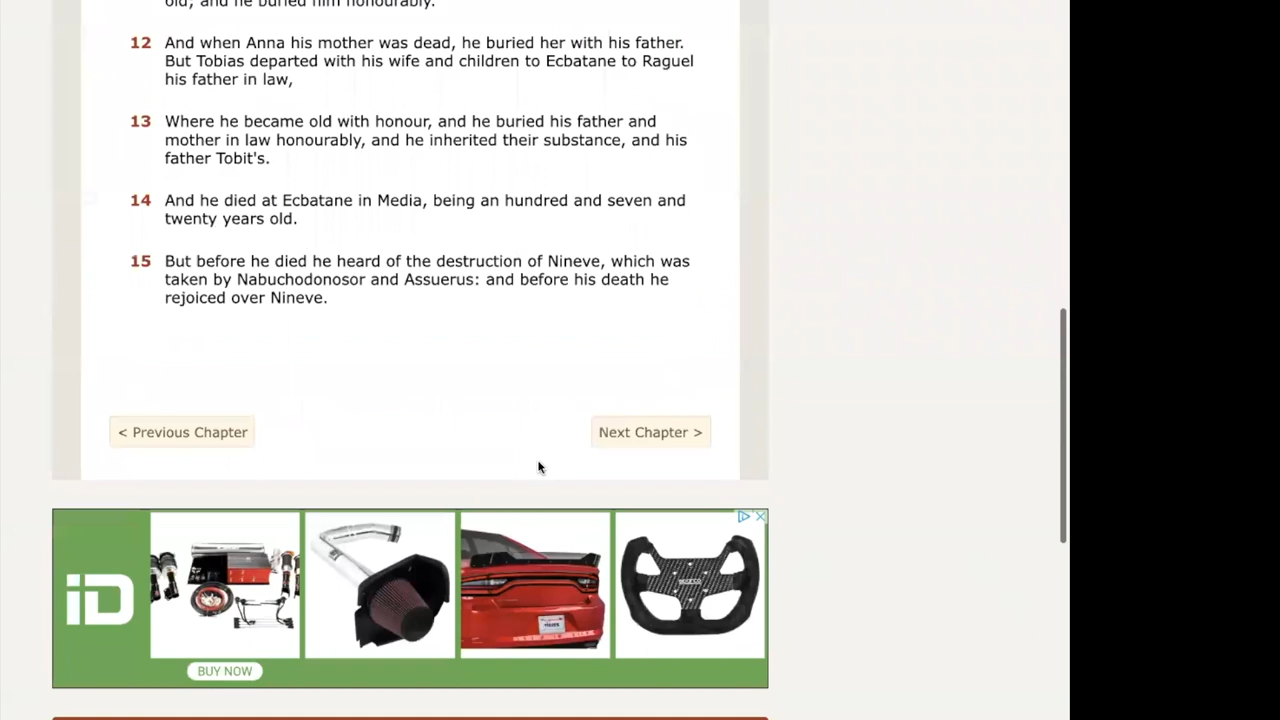 old; and he buried him honourably.
12 And when Anna his mother was dead, he buried her with his father.
But Tobias departed with his wife and children to Ecbatane to Raguel
his father in law,
13 Where he became old with honour, and he buried his father and
mother in law honourably, and he inherited their substance, and his
father Tobit's.
14 And he died at Ecbatane in Media, being an hundred and seven and
twenty years old.
15 But before he died he heard of the destruction of Nineve, which was
taken by Nabuchodonosor and Assuerus: and before his death he
rejoiced over Nineve.
< Previous Chapter
Next Chapter >
iD
BUY NOW